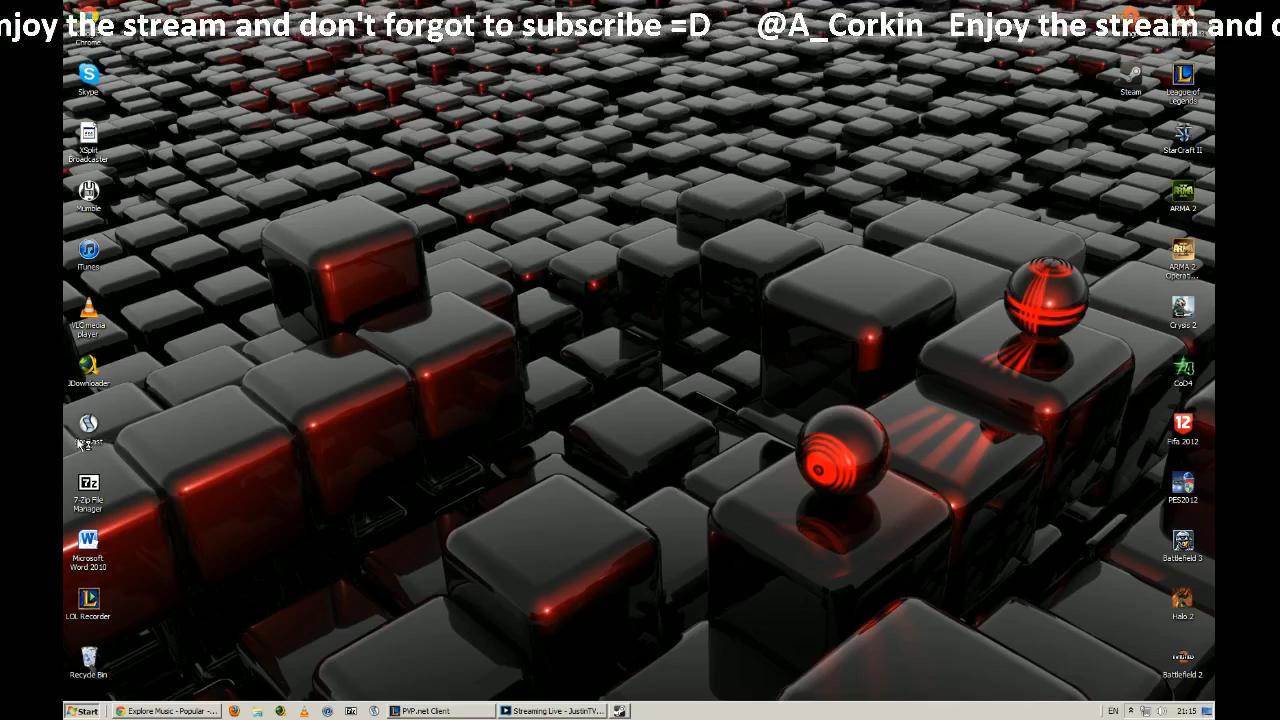 njoy the stream and don't forgot to subscribe =D @A_Corkin Enjoy the stream and d
Chrome
Skype
XSplit
Broadcaster
Mumble
iTunes
VLC media
player
JDownloader
7-Zip File
Manager
Microsoft
Word 2010
LOL Recorder
Recycle Bin
Steam
League of
Legends
StarCraft II
ARMA 2
ARMA 2
Operati...
Crysis 2
CoD4
Fifa 2012
PES2012
Battlefield 3
Halo 2
Battlefield 2
Start Explore Music - Popular -... PVP.net Client Streaming Live - JustinTV... EN 21:15